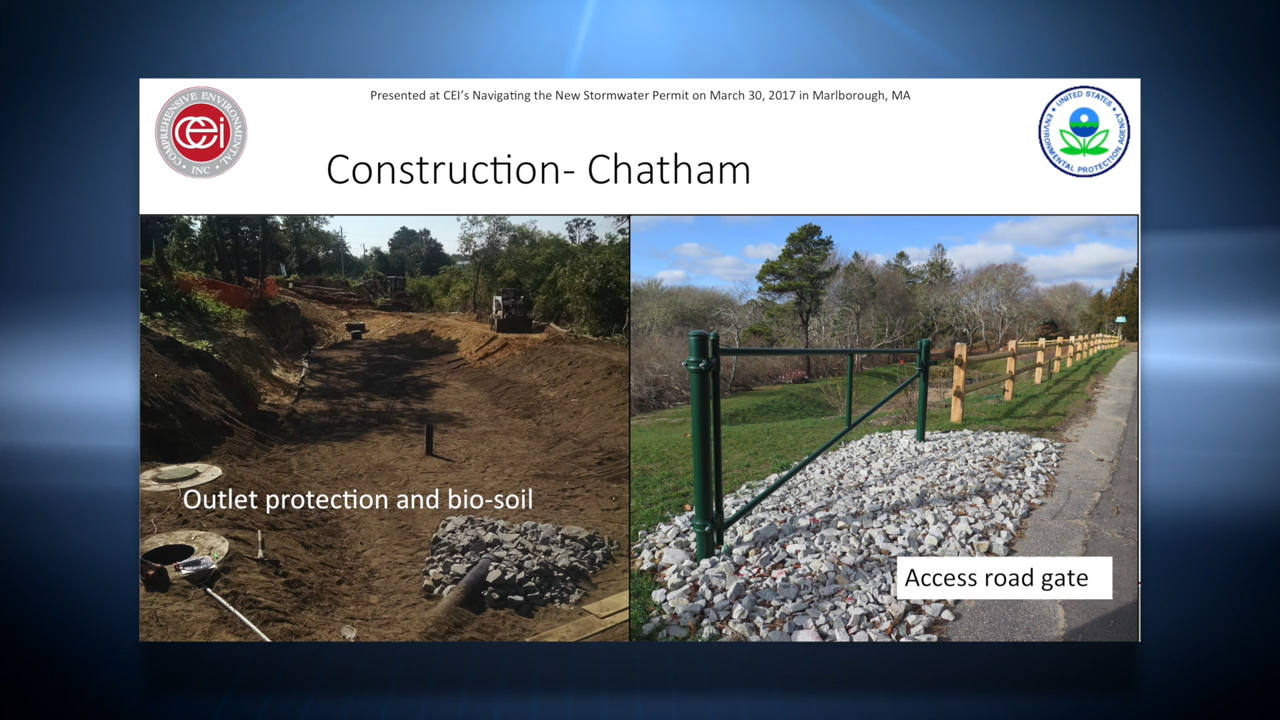 Presented at CEI's Navigating the New Stormwater Permit on March 30, 2017 in Marlborough, MA
COMPREHENSIVE ENVIRONMENTAL
INC
cei
UNITED STATES
ENVIRONMENTAL PROTECTION AGENCY
Construction- Chatham
Outlet protection and bio-soil
Access road gate